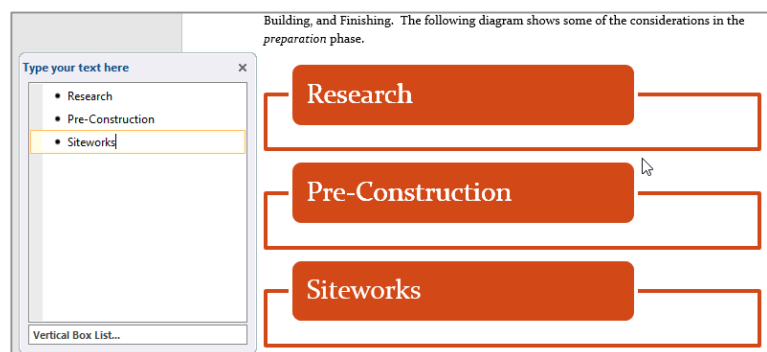 Building, and Finishing. The following diagram shows some of the considerations in the
preparation phase.
Type your text here
Research
Pre-Construction
Siteworks
Vertical Box List...
Research
Pre-Construction
Siteworks